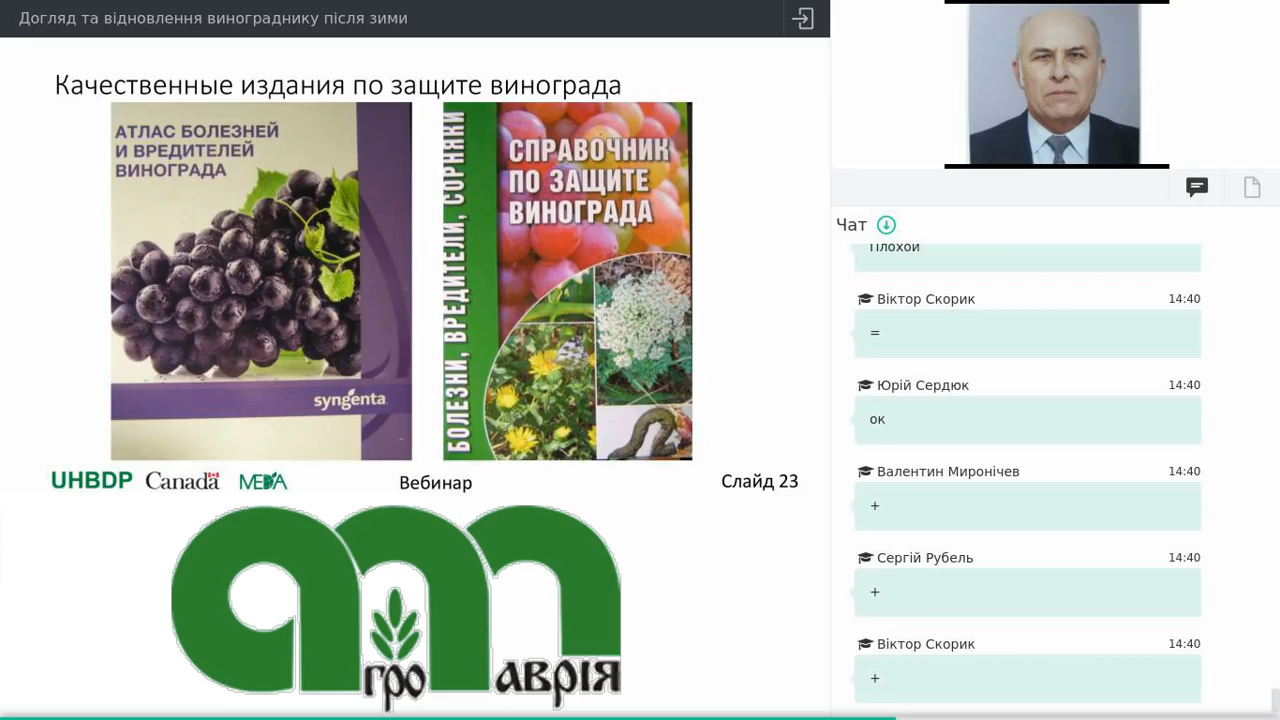 Догляд та відновлення винограднику після зими
Качественные издания по защите винограда
АТЛАС БОЛЕЗНЕЙ
И ВРЕДИТЕЛЕЙ
ВИНОГРАДА
syngenta
БОЛЕЗНИ, ВРЕДИТЕЛИ, СОРНЯКИ
СПРАВОЧНИК
ПО ЗАЩИТЕ
ВИНОГРАДА
UHBDP Canada MEDA
Вебинар
Слайд 23
гро Таврія
Чат
Плохой
Віктор Скорик 14:40
=
Юрій Сердюк 14:40
ок
Валентин Миронічев 14:40
+
Сергій Рубель 14:40
+
Віктор Скорик 14:40
+